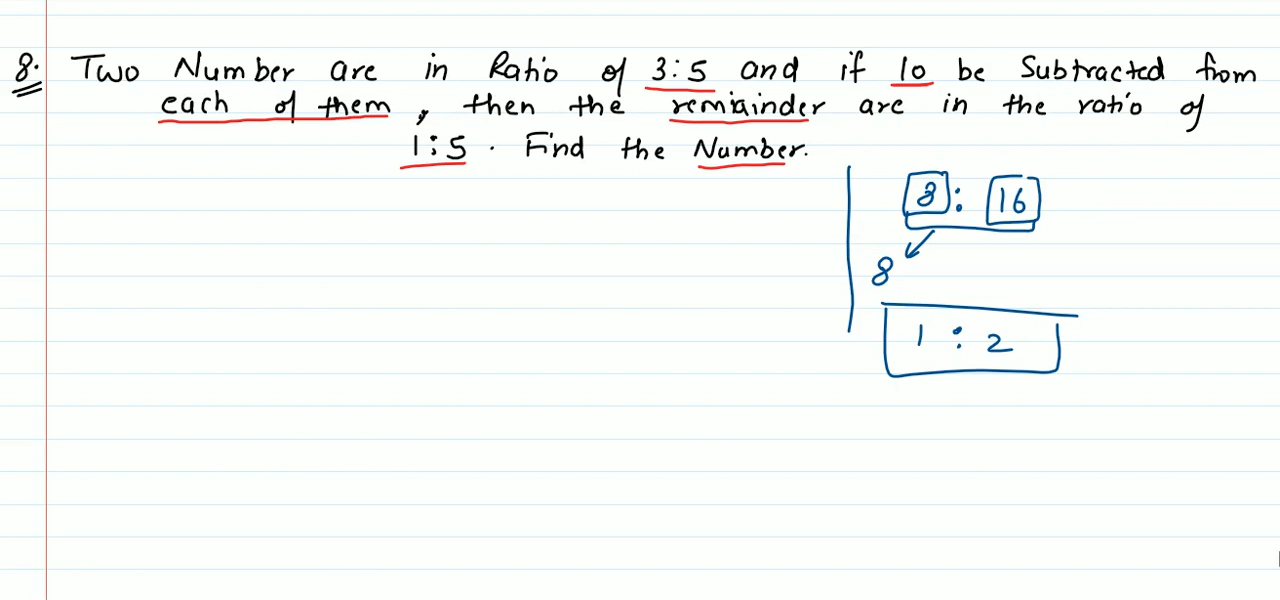 8. Two Number are in Ratio of 3:5 and if 10 be Subtracted from
each of them, then the remainder are in the ratio of
1:5. Find the Number.
8 : 16
8
1 : 2